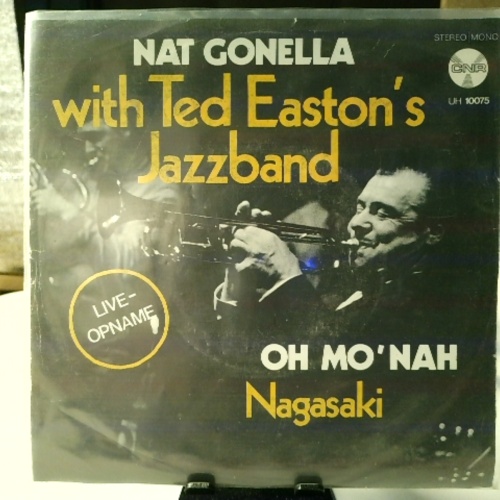 NAT GONELLA
with Ted Easton's
Jazzband
STEREO MONO
CNR
UH 10075
LIVE-
OPNAME
OH MO'NAH
Nagasaki